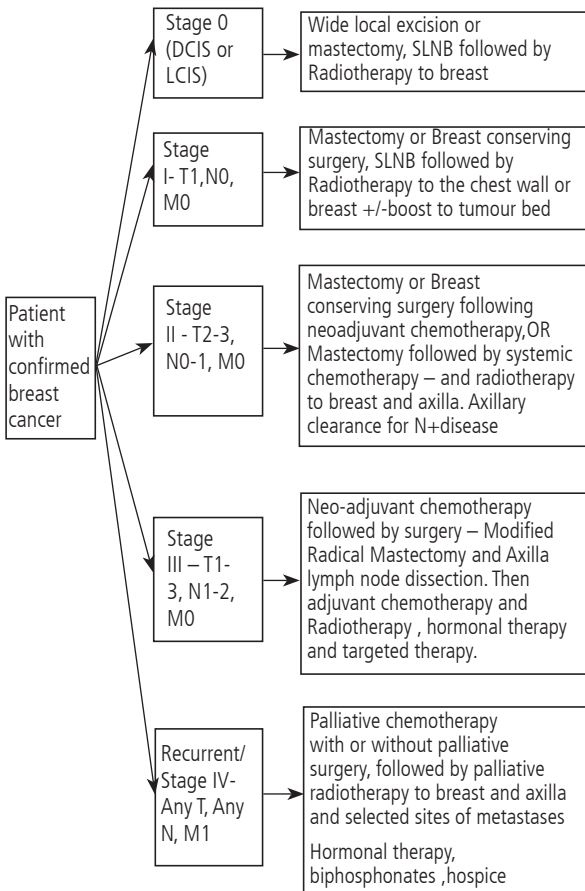 Patient
with
confirmed
breast
cancer
Stage 0
(DCIS or
LCIS)
Wide local excision or
mastectomy, SLNB followed by
Radiotherapy to breast
Stage
I- T1,N0,
M0
Mastectomy or Breast conserving
surgery, SLNB followed by
Radiotherapy to the chest wall or
breast +/-boost to tumour bed
Stage
II - T2-3,
N0-1, M0
Mastectomy or Breast
conserving surgery following
neoadjuvant chemotherapy,OR
Mastectomy followed by systemic
chemotherapy – and radiotherapy
to breast and axilla. Axillary
clearance for N+disease
Stage
III – T1-
3, N1-2,
M0
Neo-adjuvant chemotherapy
followed by surgery – Modified
Radical Mastectomy and Axilla
lymph node dissection. Then
adjuvant chemotherapy and
Radiotherapy , hormonal therapy
and targeted therapy.
Recurrent/
Stage IV-
Any T, Any
N, M1
Palliative chemotherapy
with or without palliative
surgery, followed by palliative
radiotherapy to breast and axilla
and selected sites of metastases
Hormonal therapy,
biphosphonates ,hospice